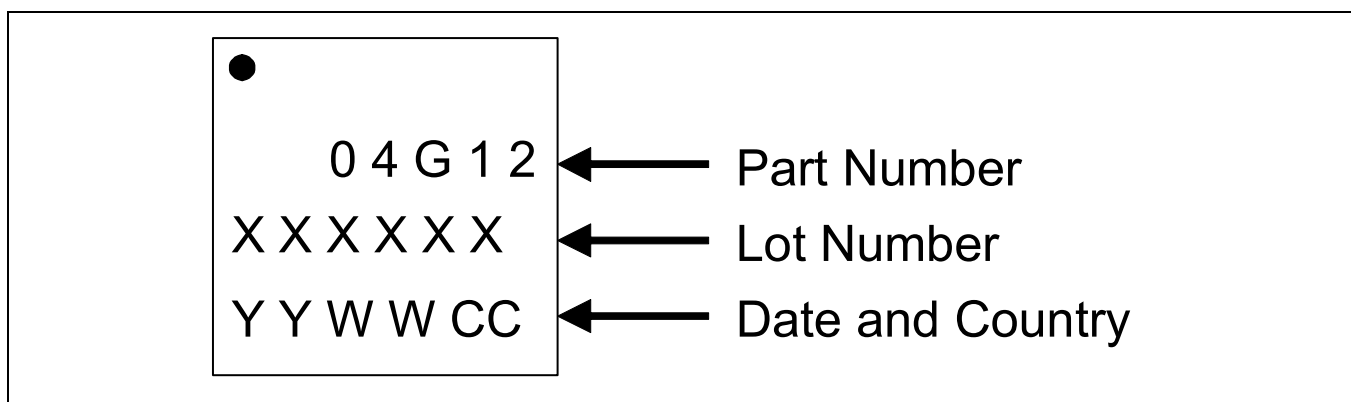 0 4 G 1 2 Part Number
X X X X X X Lot Number
Y Y W W CC Date and Country